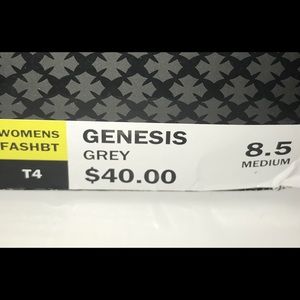 WOMENS
FASHBT
T4
GENESIS
GREY
$40.00
8.5
MEDIUM